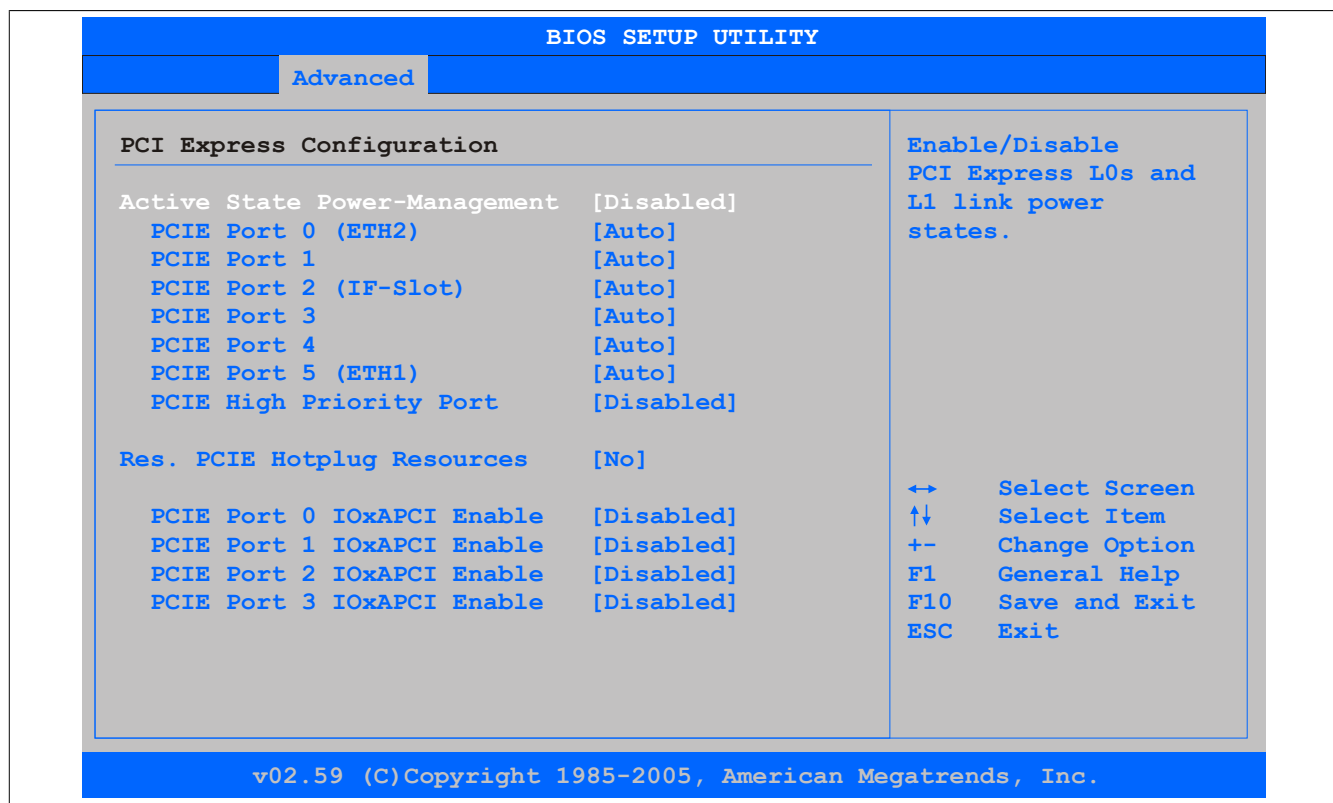 BIOS SETUP UTILITY
Advanced
PCI Express Configuration
Active State Power-Management [Disabled]
PCIE Port 0 (ETH2) [Auto]
PCIE Port 1 [Auto]
PCIE Port 2 (IF-Slot) [Auto]
PCIE Port 3 [Auto]
PCIE Port 4 [Auto]
PCIE Port 5 (ETH1) [Auto]
PCIE High Priority Port [Disabled]
Res. PCIE Hotplug Resources [No]
PCIE Port 0 IOxAPCI Enable [Disabled]
PCIE Port 1 IOxAPCI Enable [Disabled]
PCIE Port 2 IOxAPCI Enable [Disabled]
PCIE Port 3 IOxAPCI Enable [Disabled]
Enable/Disable
PCI Express L0s and
L1 link power
states.
↔ Select Screen
↑↓ Select Item
+- Change Option
F1 General Help
F10 Save and Exit
ESC Exit
v02.59 (C)Copyright 1985-2005, American Megatrends, Inc.